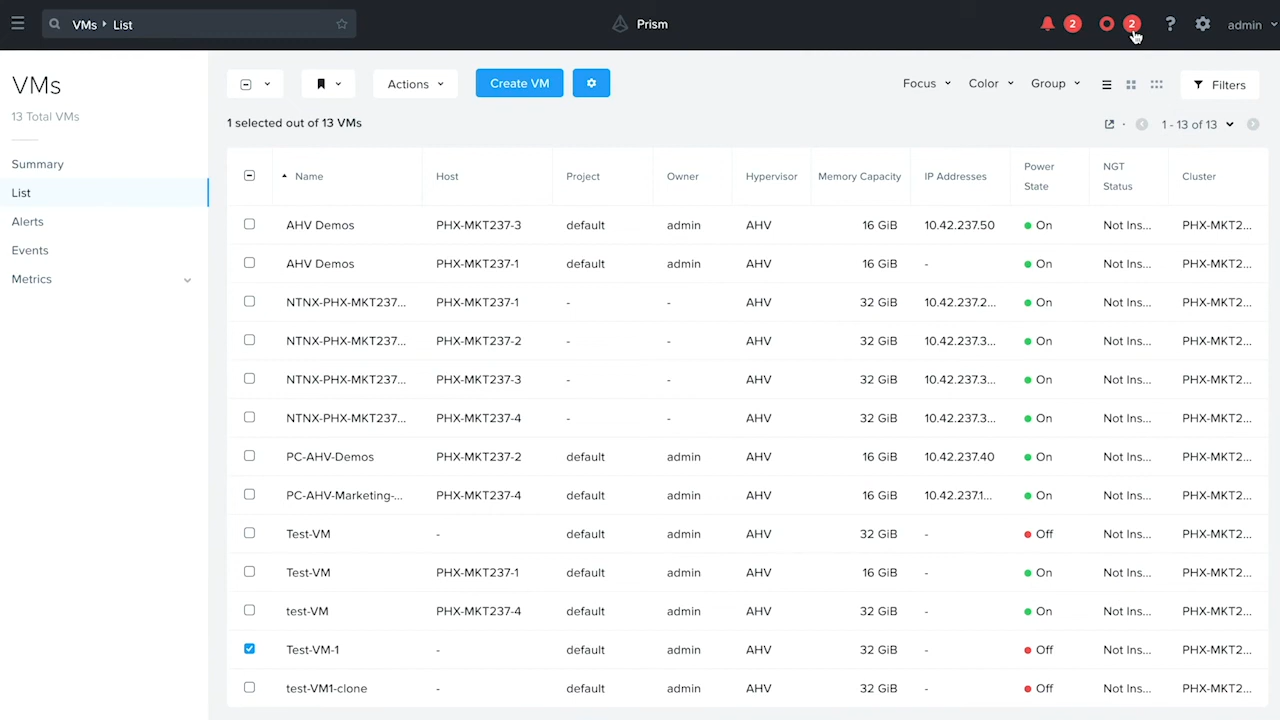 VMs ‣ List
Prism
2
2
?
admin
VMs
13 Total VMs
Summary
List
Alerts
Events
Metrics
Actions
Create VM
Focus
Color
Group
Filters
1 selected out of 13 VMs
1 - 13 of 13
Name Host Project Owner Hypervisor Memory Capacity IP Addresses Power State NGT Status Cluster
AHV Demos PHX-MKT237-3 default admin AHV 16 GiB 10.42.237.50 On Not Ins... PHX-MKT2...
AHV Demos PHX-MKT237-1 default admin AHV 16 GiB - On Not Ins... PHX-MKT2...
NTNX-PHX-MKT237... PHX-MKT237-1 - - AHV 32 GiB 10.42.237.2... On Not Ins... PHX-MKT2...
NTNX-PHX-MKT237... PHX-MKT237-2 - - AHV 32 GiB 10.42.237.3... On Not Ins... PHX-MKT2...
NTNX-PHX-MKT237... PHX-MKT237-3 - - AHV 32 GiB 10.42.237.3... On Not Ins... PHX-MKT2...
NTNX-PHX-MKT237... PHX-MKT237-4 - - AHV 32 GiB 10.42.237.3... On Not Ins... PHX-MKT2...
PC-AHV-Demos PHX-MKT237-2 default admin AHV 16 GiB 10.42.237.40 On Not Ins... PHX-MKT2...
PC-AHV-Marketing-... PHX-MKT237-4 default admin AHV 16 GiB 10.42.237.1... On Not Ins... PHX-MKT2...
Test-VM - default admin AHV 32 GiB - Off Not Ins... PHX-MKT2...
Test-VM PHX-MKT237-1 default admin AHV 16 GiB - On Not Ins... PHX-MKT2...
test-VM PHX-MKT237-4 default admin AHV 32 GiB - On Not Ins... PHX-MKT2...
Test-VM-1 - default admin AHV 32 GiB - Off Not Ins... PHX-MKT2...
test-VM1-clone - default admin AHV 32 GiB - Off Not Ins... PHX-MKT2...